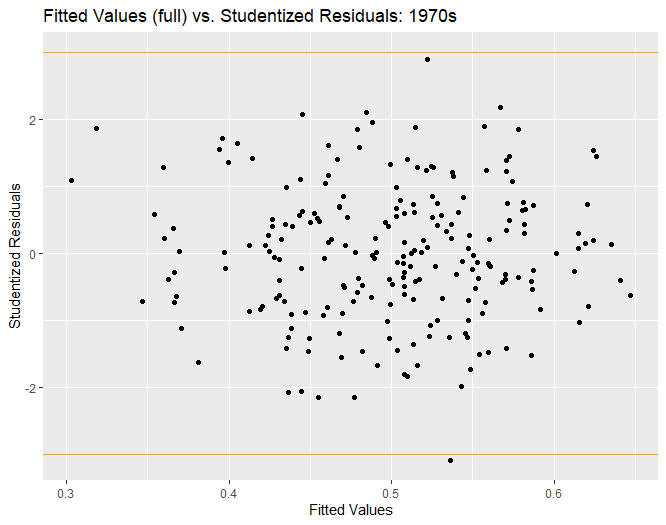 Fitted Values (full) vs. Studentized Residuals: 1970s
2
0
-2
Studentized Residuals
0.3
0.4
0.5
0.6
Fitted Values